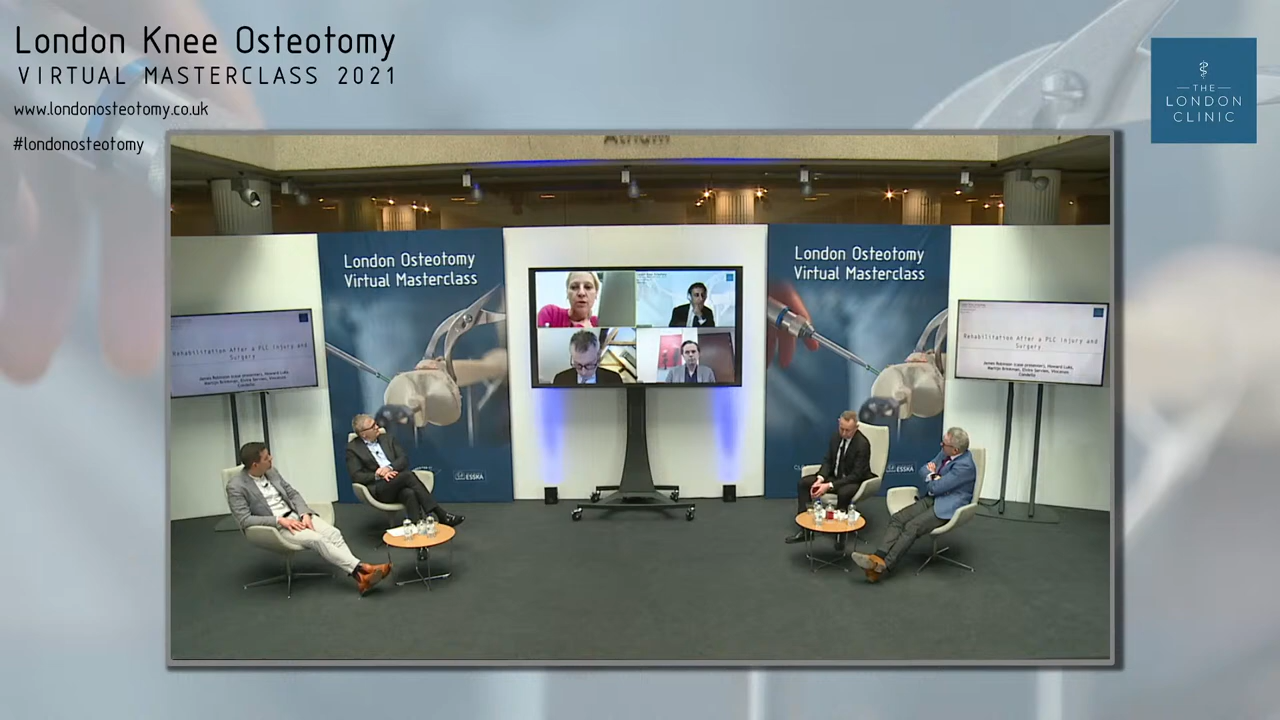 London Knee Osteotomy
VIRTUAL MASTERCLASS 2021
www.londonosteotomy.co.uk
#londonosteotomy
THE
LONDON
CLINIC
Atrium
London Osteotomy
Virtual Masterclass
London Osteotomy
Virtual Masterclass
Rehabilitation After a PLC Injury and
Surgery
Rehabilitation After a PLC Injury and
Surgery
ESSKA
ESSKA